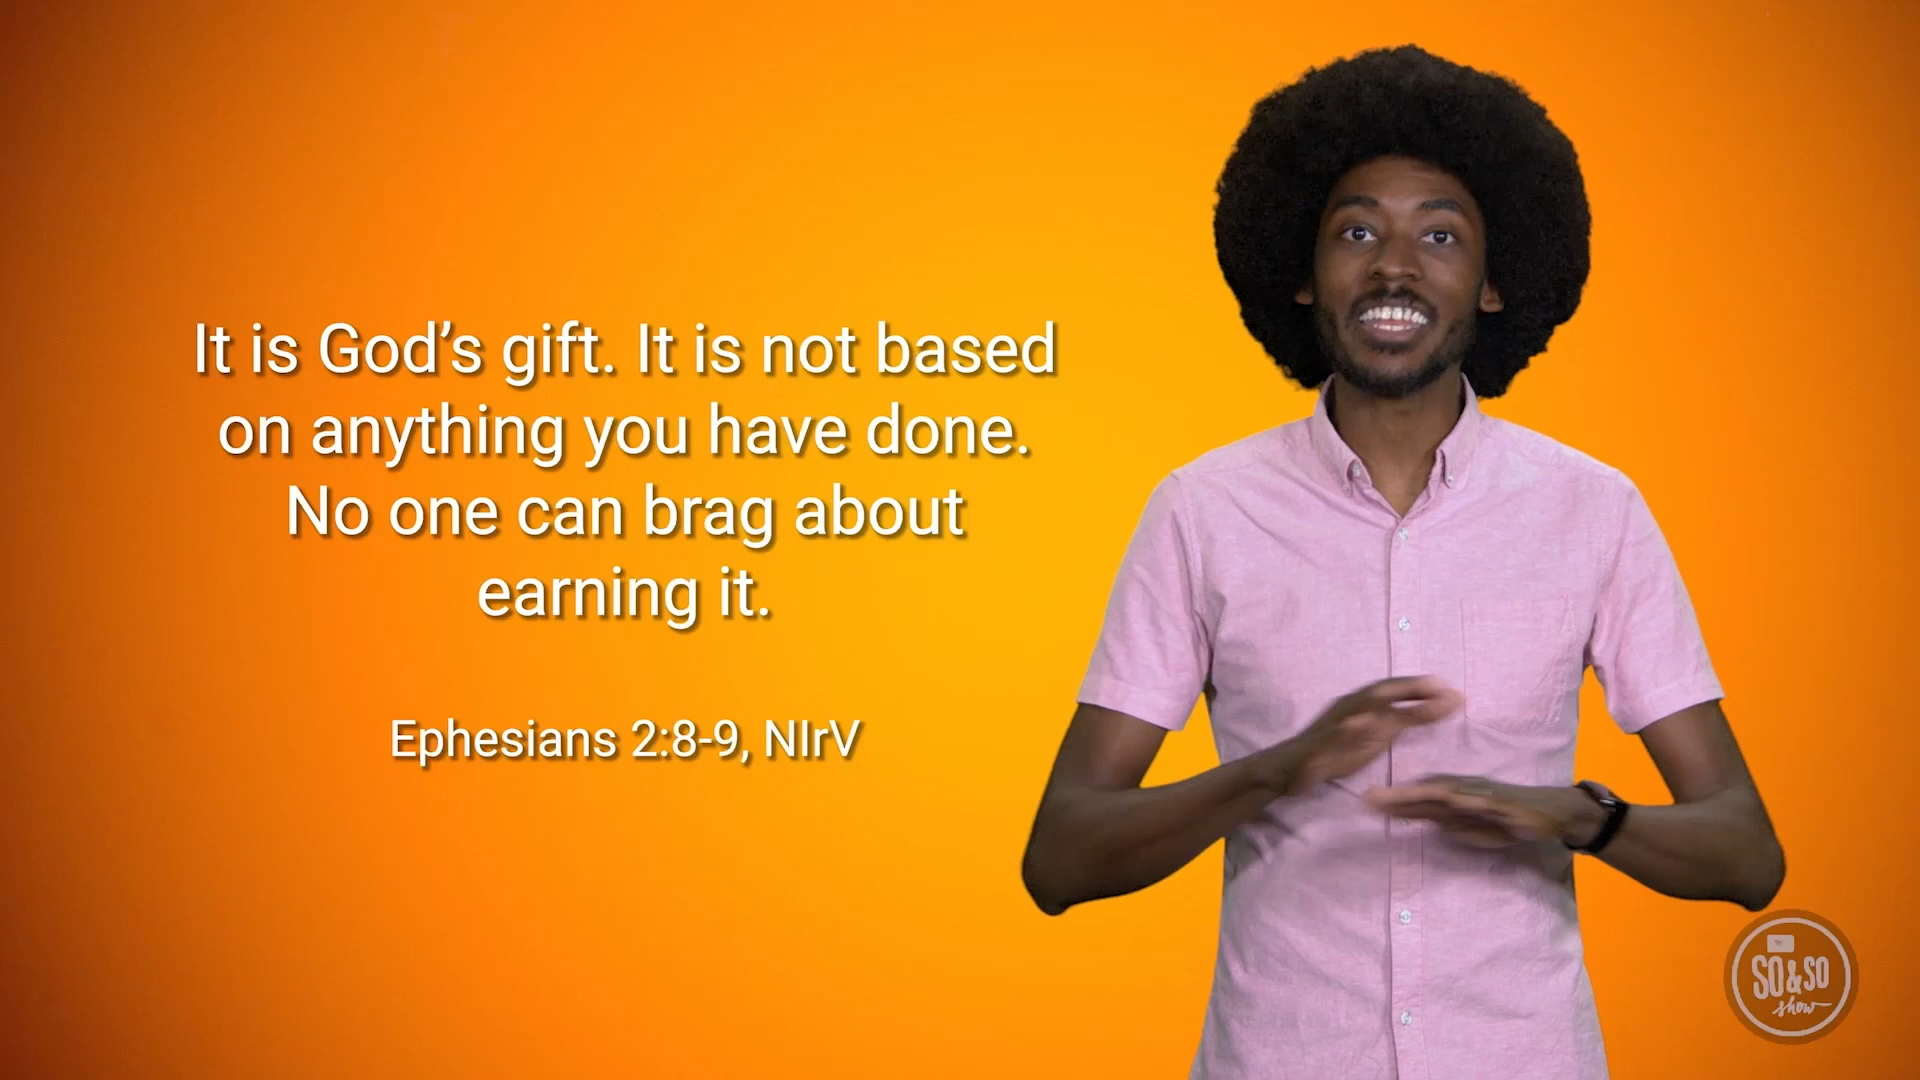 It is God’s gift. It is not based
on anything you have done.
No one can brag about
earning it.
Ephesians 2:8-9, NIrV
SO & SO
show